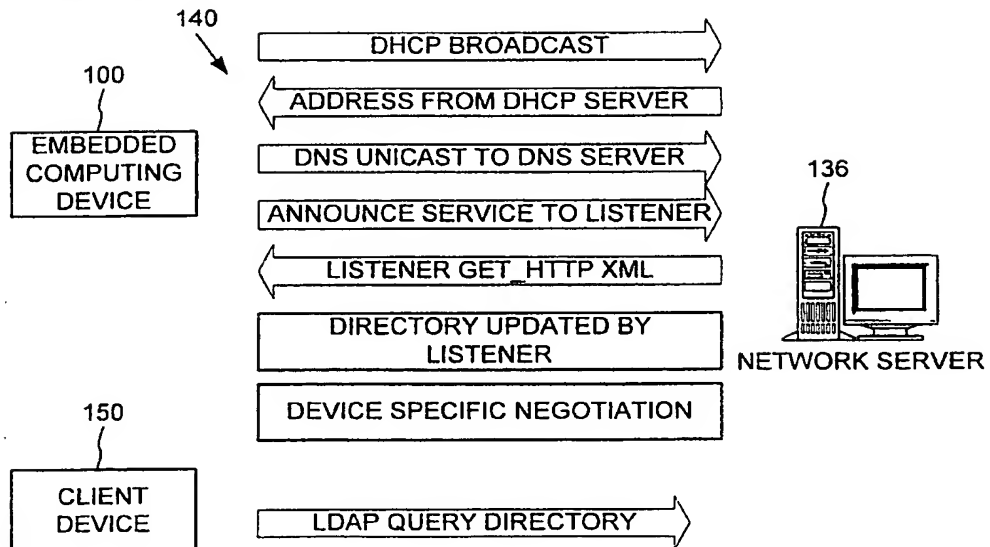 140
DHCP BROADCAST
100
ADDRESS FROM DHCP SERVER
EMBEDDED
COMPUTING
DEVICE
DNS UNICAST TO DNS SERVER
136
ANNOUNCE SERVICE TO LISTENER
LISTENER GET_HTTP XML
DIRECTORY UPDATED BY
LISTENER
NETWORK SERVER
DEVICE SPECIFIC NEGOTIATION
150
CLIENT
DEVICE
LDAP QUERY DIRECTORY